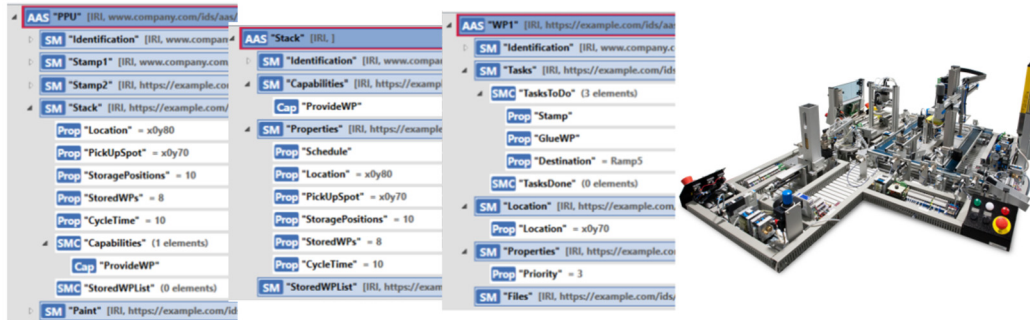 AAS "PPU" [IRI, www.company.com/ids/aas/
SM "Identification" [IRI, www.compan
SM "Stamp1" [IRI, www.company.com
SM "Stamp2" [IRI, https://example.co
SM "Stack" [IRI, https://example.com/
Prop "Location" = x0y80
Prop "PickUpSpot" = x0y70
Prop "StoragePositions" = 10
Prop "StoredWPs" = 8
Prop "CycleTime" = 10
SMC "Capabilities" (1 elements)
Cap "ProvideWP"
SMC "StoredWPList" (0 elements)
SM "Paint" [IRI, https://example.com/id
AAS "Stack" [IRI, ]
SM "Identification" [IRI, www.compa
SM "Capabilities" [IRI, https://examp
Cap "ProvideWP"
SM "Properties" [IRI, https://example
Prop "Schedule"
Prop "Location" = x0y80
Prop "PickUpSpot" = x0y70
Prop "StoragePositions" = 10
Prop "StoredWPs" = 8
Prop "CycleTime" = 10
SM "StoredWPList" [IRI, https://exam
AAS "WP1" [IRI, https://example.com/ids/aa
SM "Identification" [IRI, www.company.c
SM "Tasks" [IRI, https://example.com/ids
SMC "TasksToDo" (3 elements)
Prop "Stamp"
Prop "GlueWP"
Prop "Destination" = Ramp5
SMC "TasksDone" (0 elements)
SM "Location" [IRI, https://example.com,
Prop "Location" = x0y70
SM "Properties" [IRI, https://example.co
Prop "Priority" = 3
SM "Files" [IRI, https://example.com/ids/